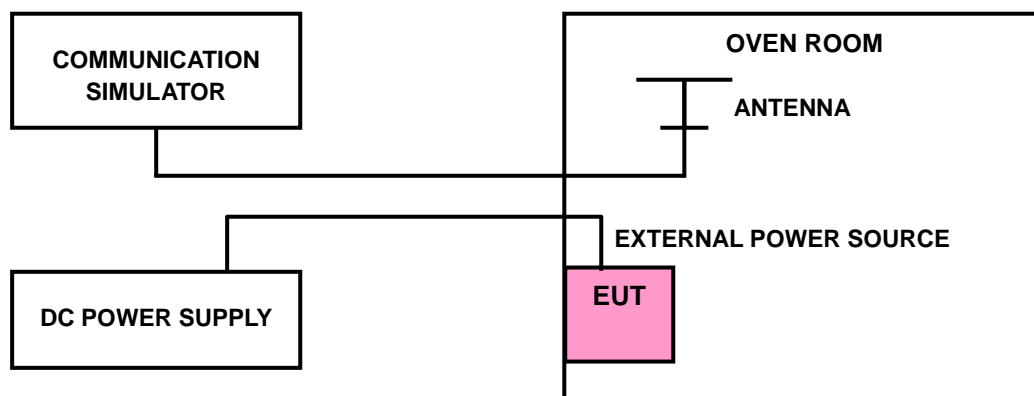 COMMUNICATION
SIMULATOR
OVEN ROOM
ANTENNA
EXTERNAL POWER SOURCE
DC POWER SUPPLY
EUT